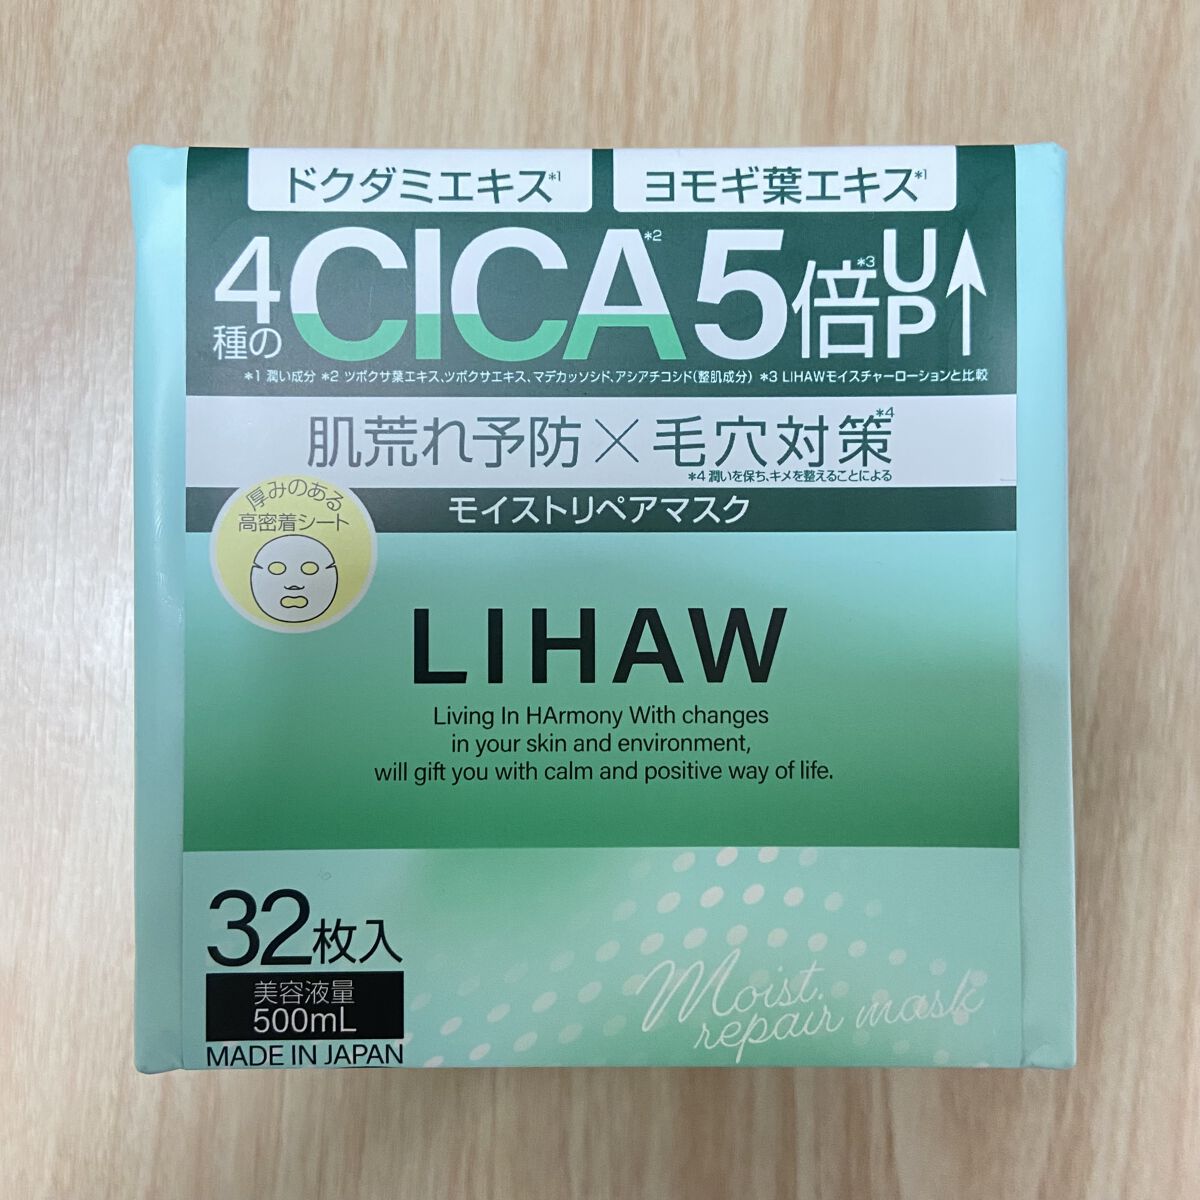 ドクダミエキス*1 ヨモギ葉エキス*1
4種のCICA*2 5倍*3UP
*1 潤い成分 *2 ツボクサ葉エキス、ツボクサエキス、マデカッソシド、アシアチコシド(整肌成分) *3 LIHAWモイスチャーローションと比較
肌荒れ予防×毛穴対策*4
*4 潤いを保ち、キメを整えることによる
モイストリペアマスク
厚みのある
高密着シート
LIHAW
Living In HArmony With changes
in your skin and environment,
will gift you with calm and positive way of life.
32枚入
美容液量
500mL
MADE IN JAPAN
Moist
repair mask